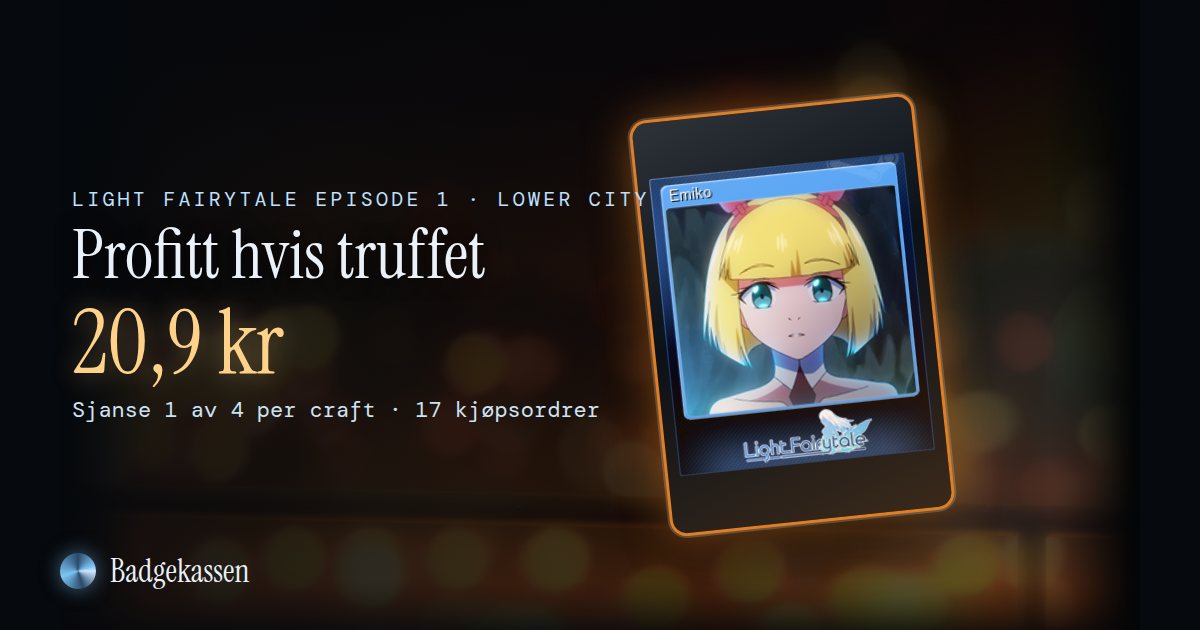 LIGHT FAIRYTALE EPISODE 1 · LOWER CITY
Profitt hvis truffet
20,9 kr
Sjanse 1 av 4 per craft · 17 kjøpsordrer
Emiko
Light Fairytale
Badgekassen